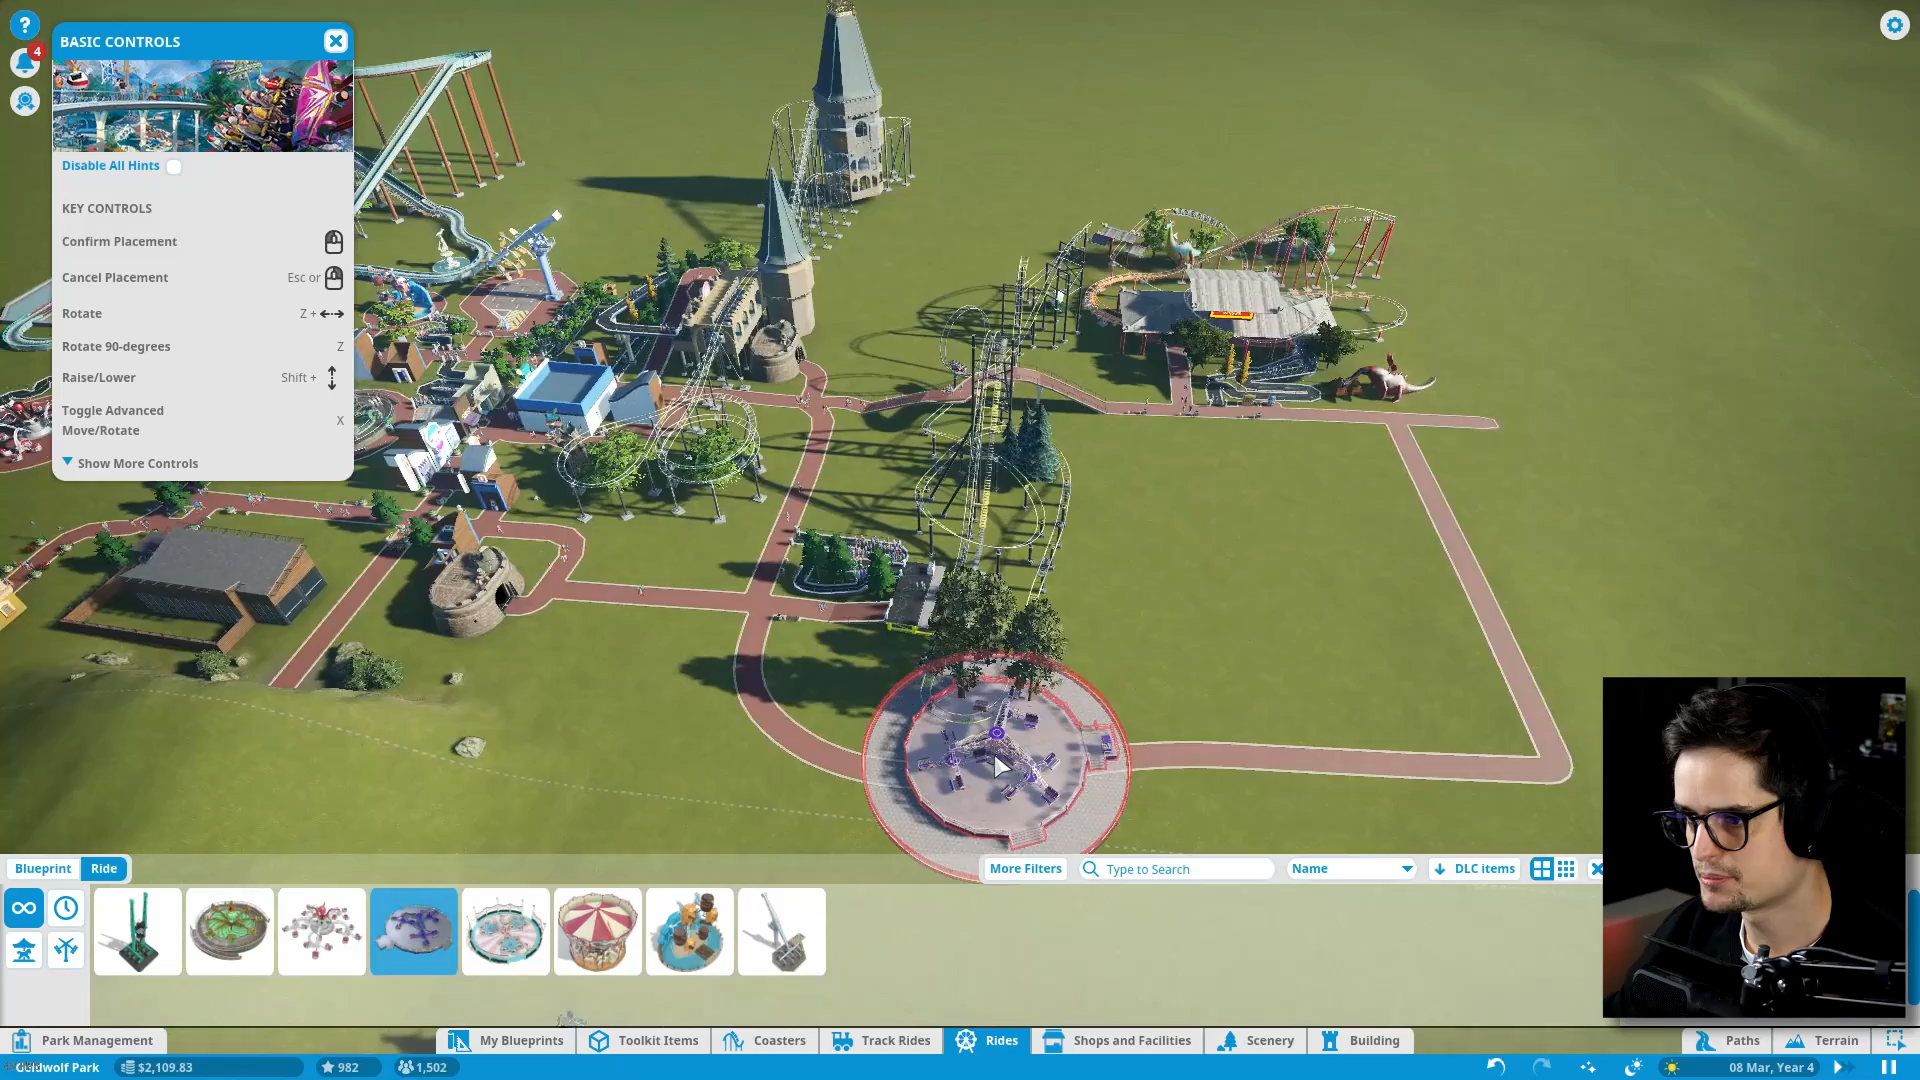 ?
4
BASIC CONTROLS
Disable All Hints
KEY CONTROLS
Confirm Placement
Cancel Placement Esc or
Rotate Z +
Rotate 90-degrees Z
Raise/Lower Shift +
Toggle Advanced
Move/Rotate X
Show More Controls
Blueprint Ride
More Filters Type to Search Name DLC items
Park Management My Blueprints Toolkit Items Coasters Track Rides Rides Shops and Facilities Scenery Building Paths Terrain
Guldwolf Park $2,109.83 982 1,502 08 Mar, Year 4